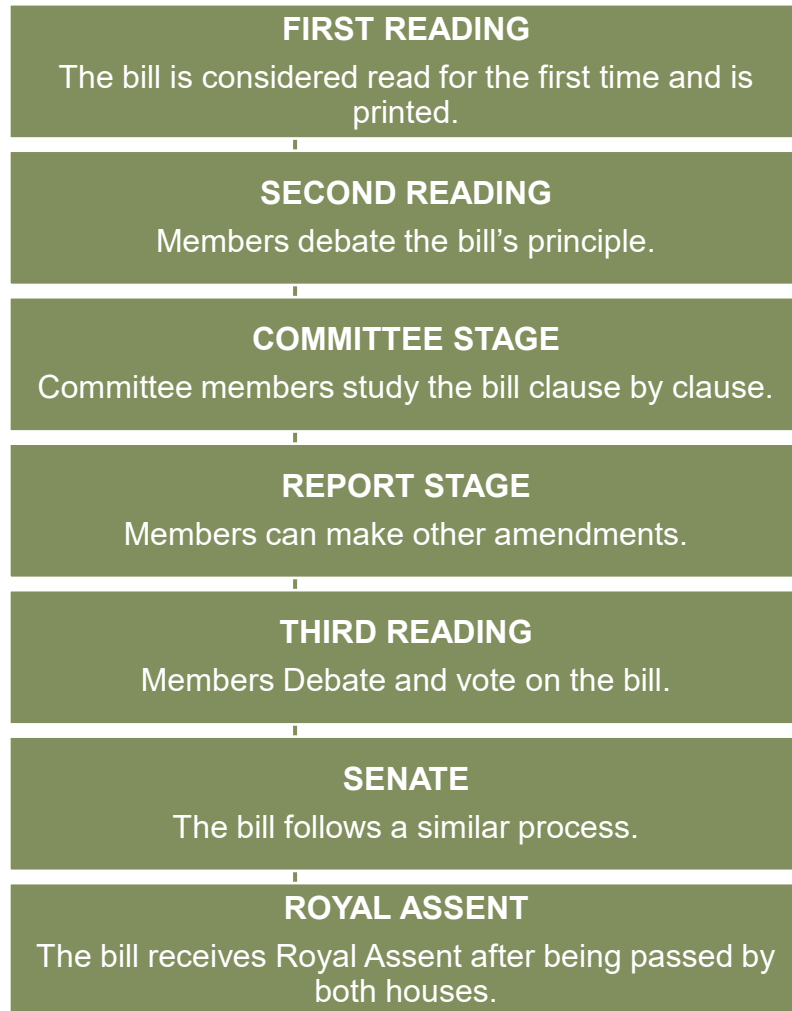 FIRST READING
The bill is considered read for the first time and is
printed.
SECOND READING
Members debate the bill’s principle.
COMMITTEE STAGE
Committee members study the bill clause by clause.
REPORT STAGE
Members can make other amendments.
THIRD READING
Members Debate and vote on the bill.
SENATE
The bill follows a similar process.
ROYAL ASSENT
The bill receives Royal Assent after being passed by
both houses.